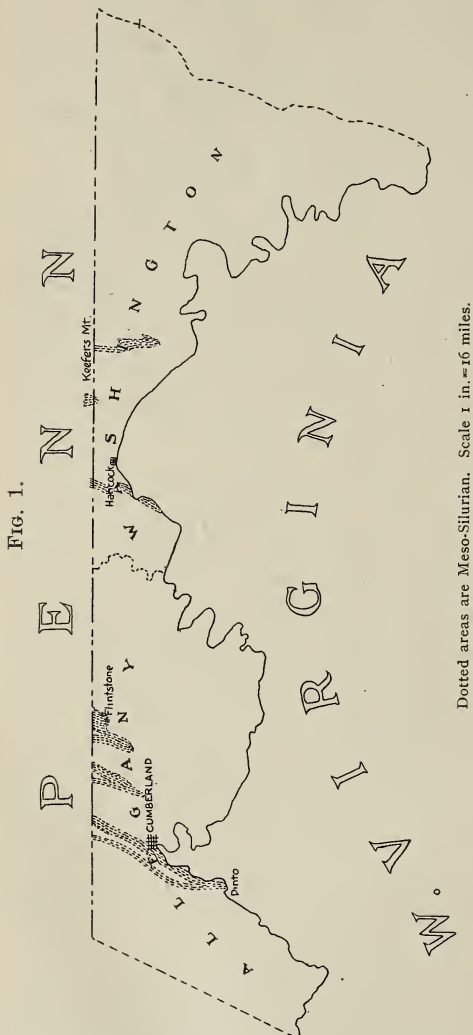 FIG. 1.
P E N N
Keefers Mt.
Hancock
Flintstone
CUMBERLAND
Pinto
A L L E G A N Y
W A S H I N G T O N
W. V I R G I N I A
Dotted areas are Meso-Silurian. Scale 1 in.=16 miles.